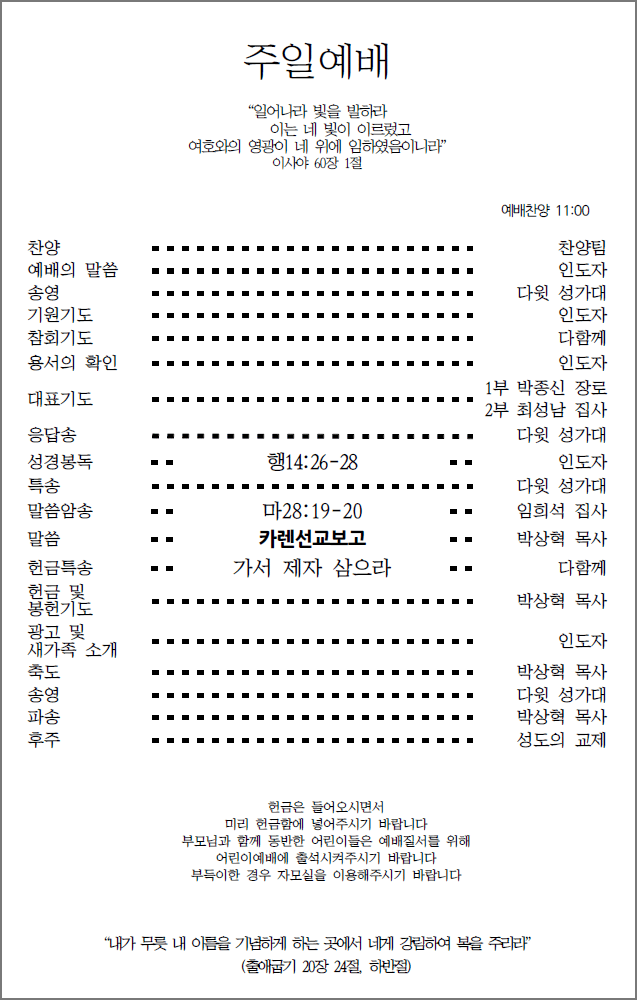 주일예배
“일어나라 빛을 발하라
이는 네 빛이 이르렀고
여호와의 영광이 네 위에 임하였음이니라”
이사야 60장 1절
예배찬양 11:00
찬양 찬양팀
예배의 말씀 인도자
송영 다윗 성가대
기원기도 인도자
참회기도 다함께
용서의 확인 인도자
대표기도 1부 박종신 장로
2부 최성남 집사
응답송 다윗 성가대
성경봉독 행14:26-28 인도자
특송 다윗 성가대
말씀암송 마28:19-20 임희석 집사
말씀 카렌선교보고 박상혁 목사
헌금특송 가서 제자 삼으라 다함께
헌금 및
봉헌기도 박상혁 목사
광고 및
새가족 소개 인도자
축도 박상혁 목사
송영 다윗 성가대
파송 박상혁 목사
후주 성도의 교제
헌금은 들어오시면서
미리 헌금함에 넣어주시기 바랍니다
부모님과 함께 동반한 어린이들은 예배질서를 위해
어린이예배에 출석시켜주시기 바랍니다
부득이한 경우 자모실을 이용해주시기 바랍니다
“내가 무릇 내 이름을 기념하게 하는 곳에서 네게 강림하여 복을 주리라”
(출애굽기 20장 24절, 하반절)